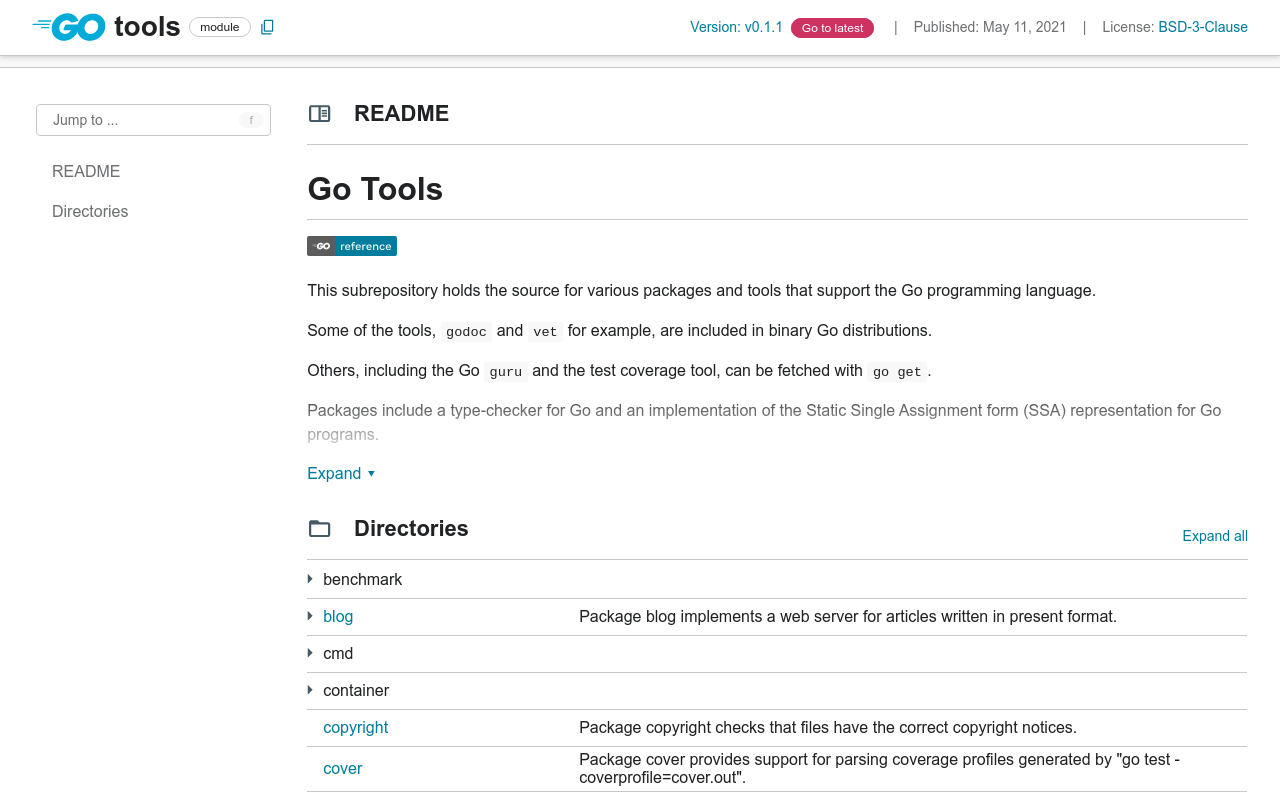 GO tools module Version: v0.1.1 Go to latest | Published: May 11, 2021 | License: BSD-3-Clause
Jump to ... f
README
Directories
README
Go Tools
GO reference
This subrepository holds the source for various packages and tools that support the Go programming language.
Some of the tools, godoc and vet for example, are included in binary Go distributions.
Others, including the Go guru and the test coverage tool, can be fetched with go get.
Packages include a type-checker for Go and an implementation of the Static Single Assignment form (SSA) representation for Go
programs.
Expand
Directories
Expand all
benchmark
blog Package blog implements a web server for articles written in present format.
cmd
container
copyright Package copyright checks that files have the correct copyright notices.
cover Package cover provides support for parsing coverage profiles generated by "go test -
coverprofile=cover.out".